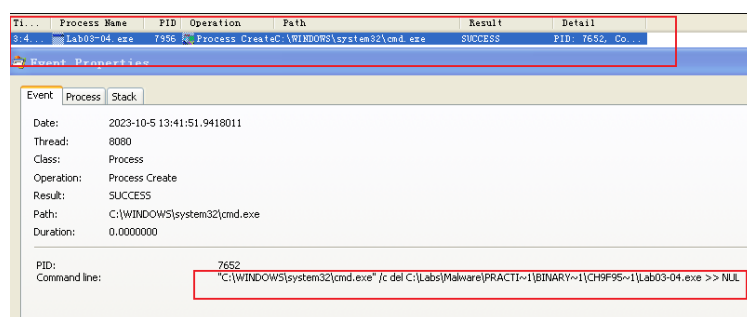 Ti... Process Name PID Operation Path Result Detail
3:4... Lab03-04.exe 7956 Process Create C:\WINDOWS\system32\cmd.exe SUCCESS PID: 7652, Co...
Event Properties
Event Process Stack
Date: 2023-10-5 13:41:51.9418011
Thread: 8080
Class: Process
Operation: Process Create
Result: SUCCESS
Path: C:\WINDOWS\system32\cmd.exe
Duration: 0.0000000
PID: 7652
Command line: "C:\WINDOWS\system32\cmd.exe" /c del C:\Labs\Malware\PRACTI~1\BINARY~1\CH9F95~1\Lab03-04.exe >> NUL